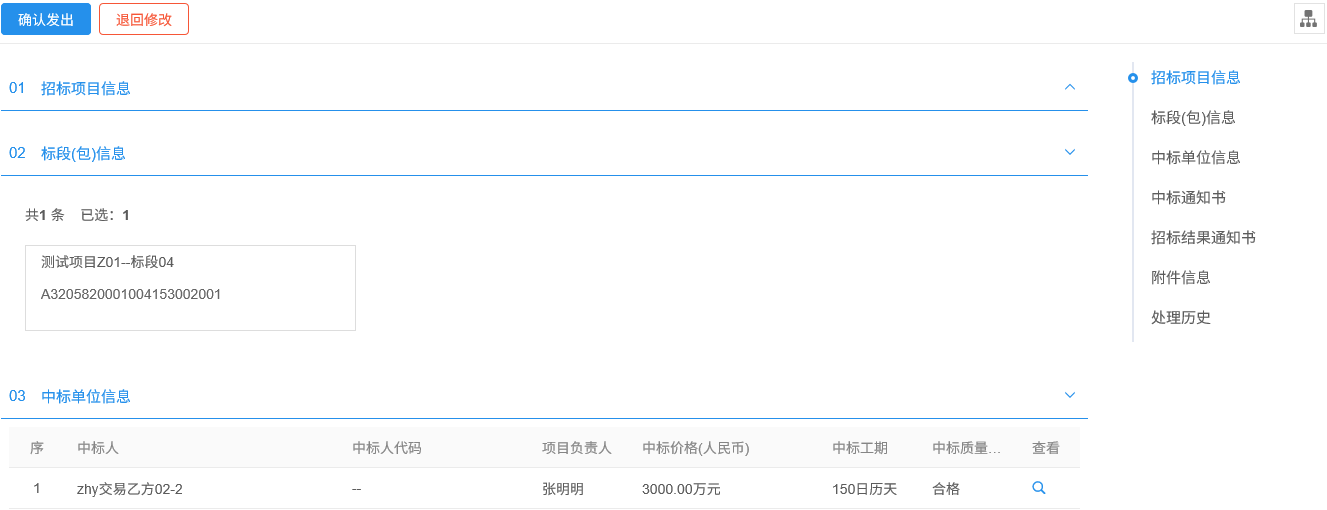 确认发出 退回修改
01 招标项目信息
02 标段(包)信息
共1 条 已选：1
测试项目Z01--标段04
A3205820001004153002001
03 中标单位信息
序 中标人 中标人代码 项目负责人 中标价格(人民币) 中标工期 中标质量... 查看
1 zhy交易乙方02-2 -- 张明明 3000.00万元 150日历天 合格
招标项目信息
标段(包)信息
中标单位信息
中标通知书
招标结果通知书
附件信息
处理历史